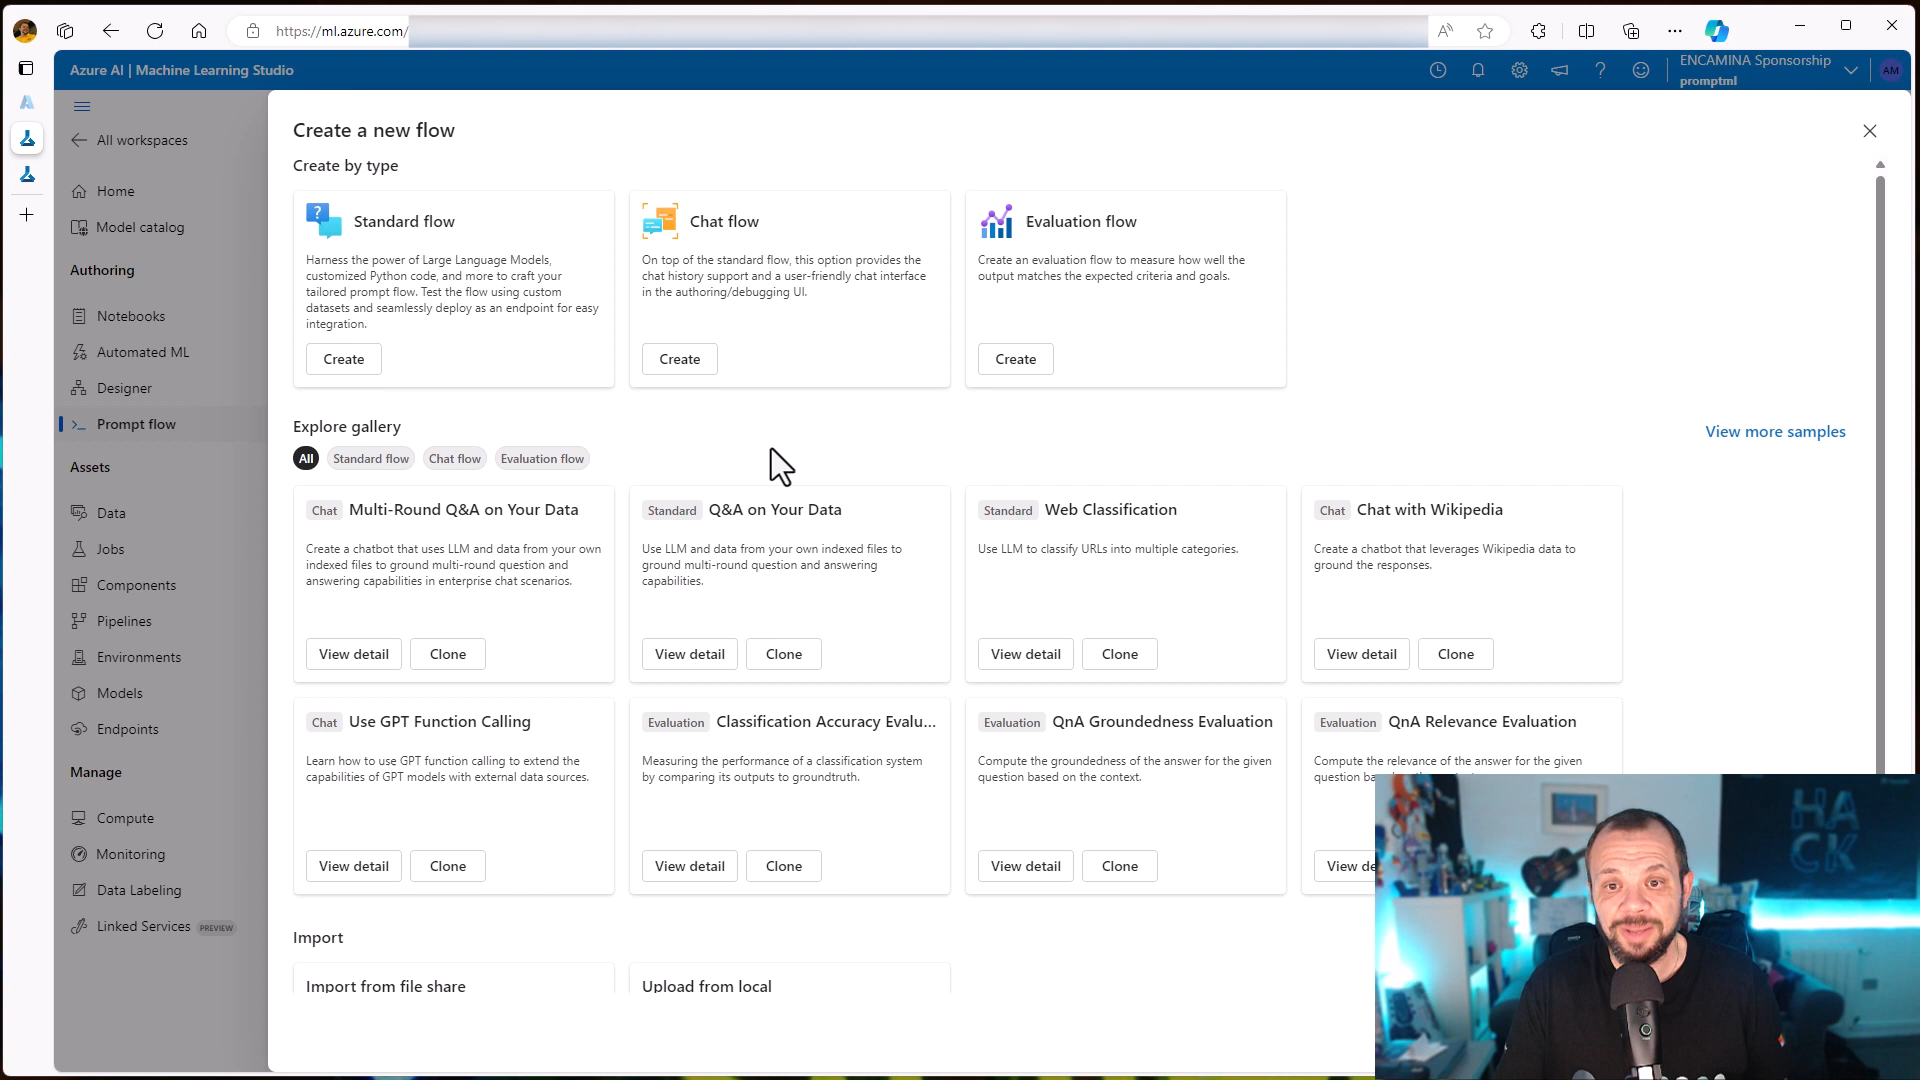 https://ml.azure.com/
Azure AI | Machine Learning Studio
ENCAMINA Sponsorship
promptml
AM
All workspaces
Home
Model catalog
Authoring
Notebooks
Automated ML
Designer
Prompt flow
Assets
Data
Jobs
Components
Pipelines
Environments
Models
Endpoints
Manage
Compute
Monitoring
Data Labeling
Linked Services PREVIEW
Create a new flow
Create by type
Standard flow
Harness the power of Large Language Models,
customized Python code, and more to craft your
tailored prompt flow. Test the flow using custom
datasets and seamlessly deploy as an endpoint for easy
integration.
Create
Chat flow
On top of the standard flow, this option provides the
chat history support and a user-friendly chat interface
in the authoring/debugging UI.
Create
Evaluation flow
Create an evaluation flow to measure how well the
output matches the expected criteria and goals.
Create
Explore gallery
View more samples
All Standard flow Chat flow Evaluation flow
Chat Multi-Round Q&A on Your Data
Create a chatbot that uses LLM and data from your own
indexed files to ground multi-round question and
answering capabilities in enterprise chat scenarios.
View detail Clone
Standard Q&A on Your Data
Use LLM and data from your own indexed files to
ground multi-round question and answering
capabilities.
View detail Clone
Standard Web Classification
Use LLM to classify URLs into multiple categories.
View detail Clone
Chat Chat with Wikipedia
Create a chatbot that leverages Wikipedia data to
ground the responses.
View detail Clone
Chat Use GPT Function Calling
Learn how to use GPT function calling to extend the
capabilities of GPT models with external data sources.
View detail Clone
Evaluation Classification Accuracy Evalu...
Measuring the performance of a classification system
by comparing its outputs to groundtruth.
View detail Clone
Evaluation QnA Groundedness Evaluation
Compute the groundedness of the answer for the given
question based on the context.
View detail Clone
Evaluation QnA Relevance Evaluation
Compute the relevance of the answer for the given
question
View
Import
Import from file share
Upload from local
HA
CK